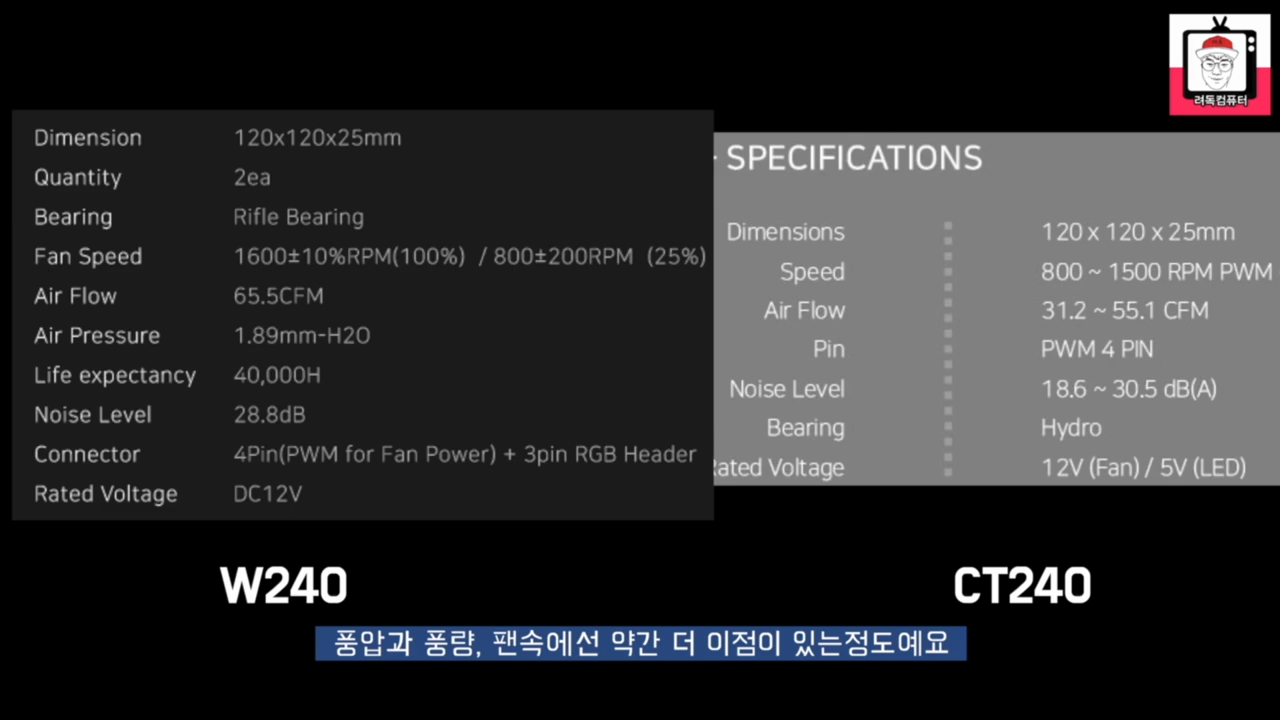 려독컴퓨터
Dimension 120x120x25mm
Quantity 2ea
Bearing Rifle Bearing
Fan Speed 1600±10%RPM(100%) / 800±200RPM (25%)
Air Flow 65.5CFM
Air Pressure 1.89mm-H2O
Life expectancy 40,000H
Noise Level 28.8dB
Connector 4Pin(PWM for Fan Power) + 3pin RGB Header
Rated Voltage DC12V
SPECIFICATIONS
Dimensions 120 x 120 x 25mm
Speed 800 ~ 1500 RPM PWM
Air Flow 31.2 ~ 55.1 CFM
Pin PWM 4 PIN
Noise Level 18.6 ~ 30.5 dB(A)
Bearing Hydro
ated Voltage 12V (Fan) / 5V (LED)
W240
CT240
풍압과 풍량, 팬속에선 약간 더 이점이 있는정도예요